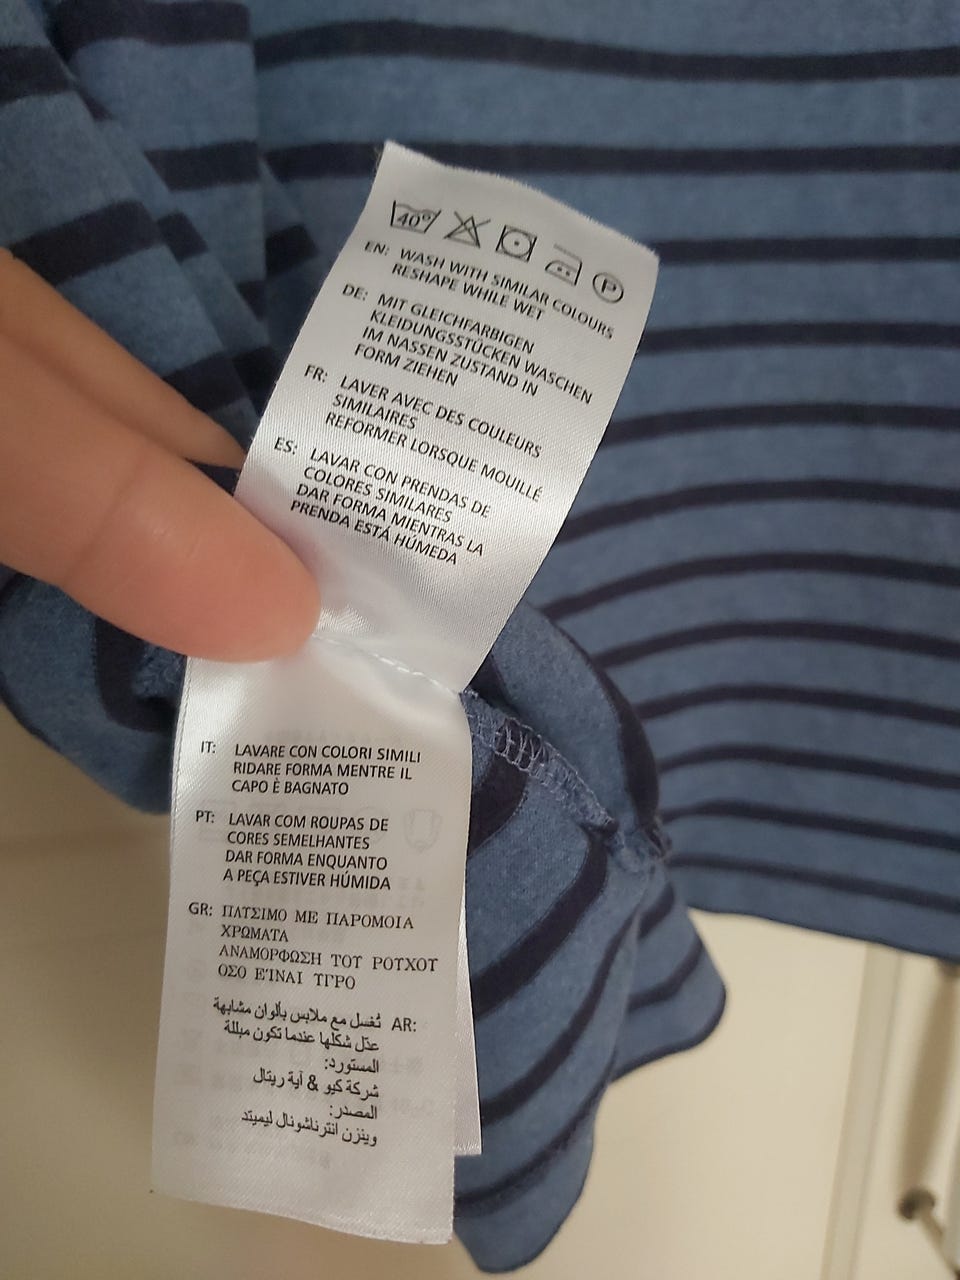 40°
P
EN: WASH WITH SIMILAR COLOURS
RESHAPE WHILE WET
DE: MIT GLEICHFARBIGEN
KLEIDUNGSSTÜCKEN WASCHEN
IM NASSEN ZUSTAND IN
FORM ZIEHEN
FR: LAVER AVEC DES COULEURS
SIMILAIRES
REFORMER LORSQUE MOUILLÉ
ES: LAVAR CON PRENDAS DE
COLORES SIMILARES
DAR FORMA MIENTRAS LA
PRENDA ESTÁ HÚMEDA
IT: LAVARE CON COLORI SIMILI
RIDARE FORMA MENTRE IL
CAPO È BAGNATO
PT: LAVAR COM ROUPAS DE
CORES SEMELHANTES
DAR FORMA ENQUANTO
A PEÇA ESTIVER HÚMIDA
GR: ΠΛΤΣΙΜΟ ΜΕ ΠΑΡΟΜΟΙΑ
ΧΡΩΜΑΤΑ
ΑΝΑΜΟΡΦΩΣΗ ΤΟΥ ΡΟΥΧΟΤ
ΟΣΟ ΕΊΝΑΙ ΤΓΡΟ
AR: تُغسل مع ملابس بألوان مشابهة
عدّل شكلها عندما تكون مبللة
المستورد:
شركة كيو & آية ريتال
المصدر:
وينزن انترناشونال ليميتد